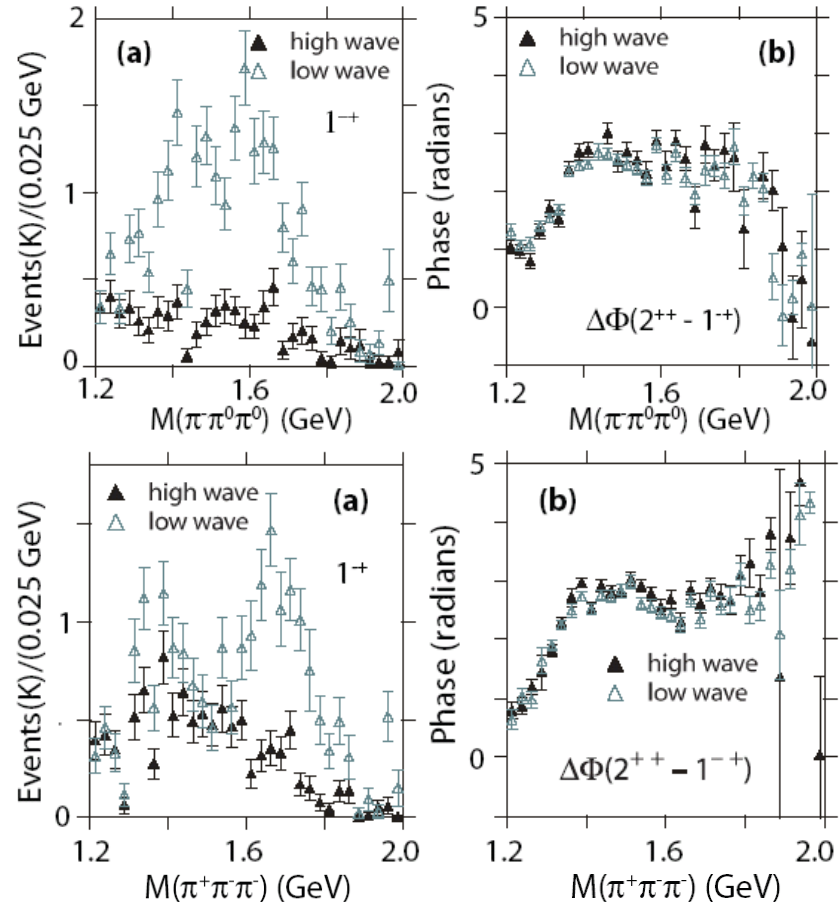 2
(a)
high wave
low wave
1⁻⁺
1
0
Events(K)/(0.025 GeV)
1.2
1.6
2.0
M(π⁻π⁰π⁰) (GeV)
5
high wave
low wave
(b)
Phase (radians)
0
ΔΦ(2⁺⁺ - 1⁻⁺)
1.2
1.6
2.0
M(π⁻π⁰π⁰) (GeV)
high wave
low wave
(a)
1⁻⁺
1
0
Events(K)/(0.025 GeV)
1.2
1.6
2.0
M(π⁺π⁻π⁻) (GeV)
5
(b)
Phase (radians)
high wave
low wave
0
ΔΦ(2⁺⁺ – 1⁻⁺)
1.2
1.6
2.0
M(π⁺π⁻π⁻) (GeV)